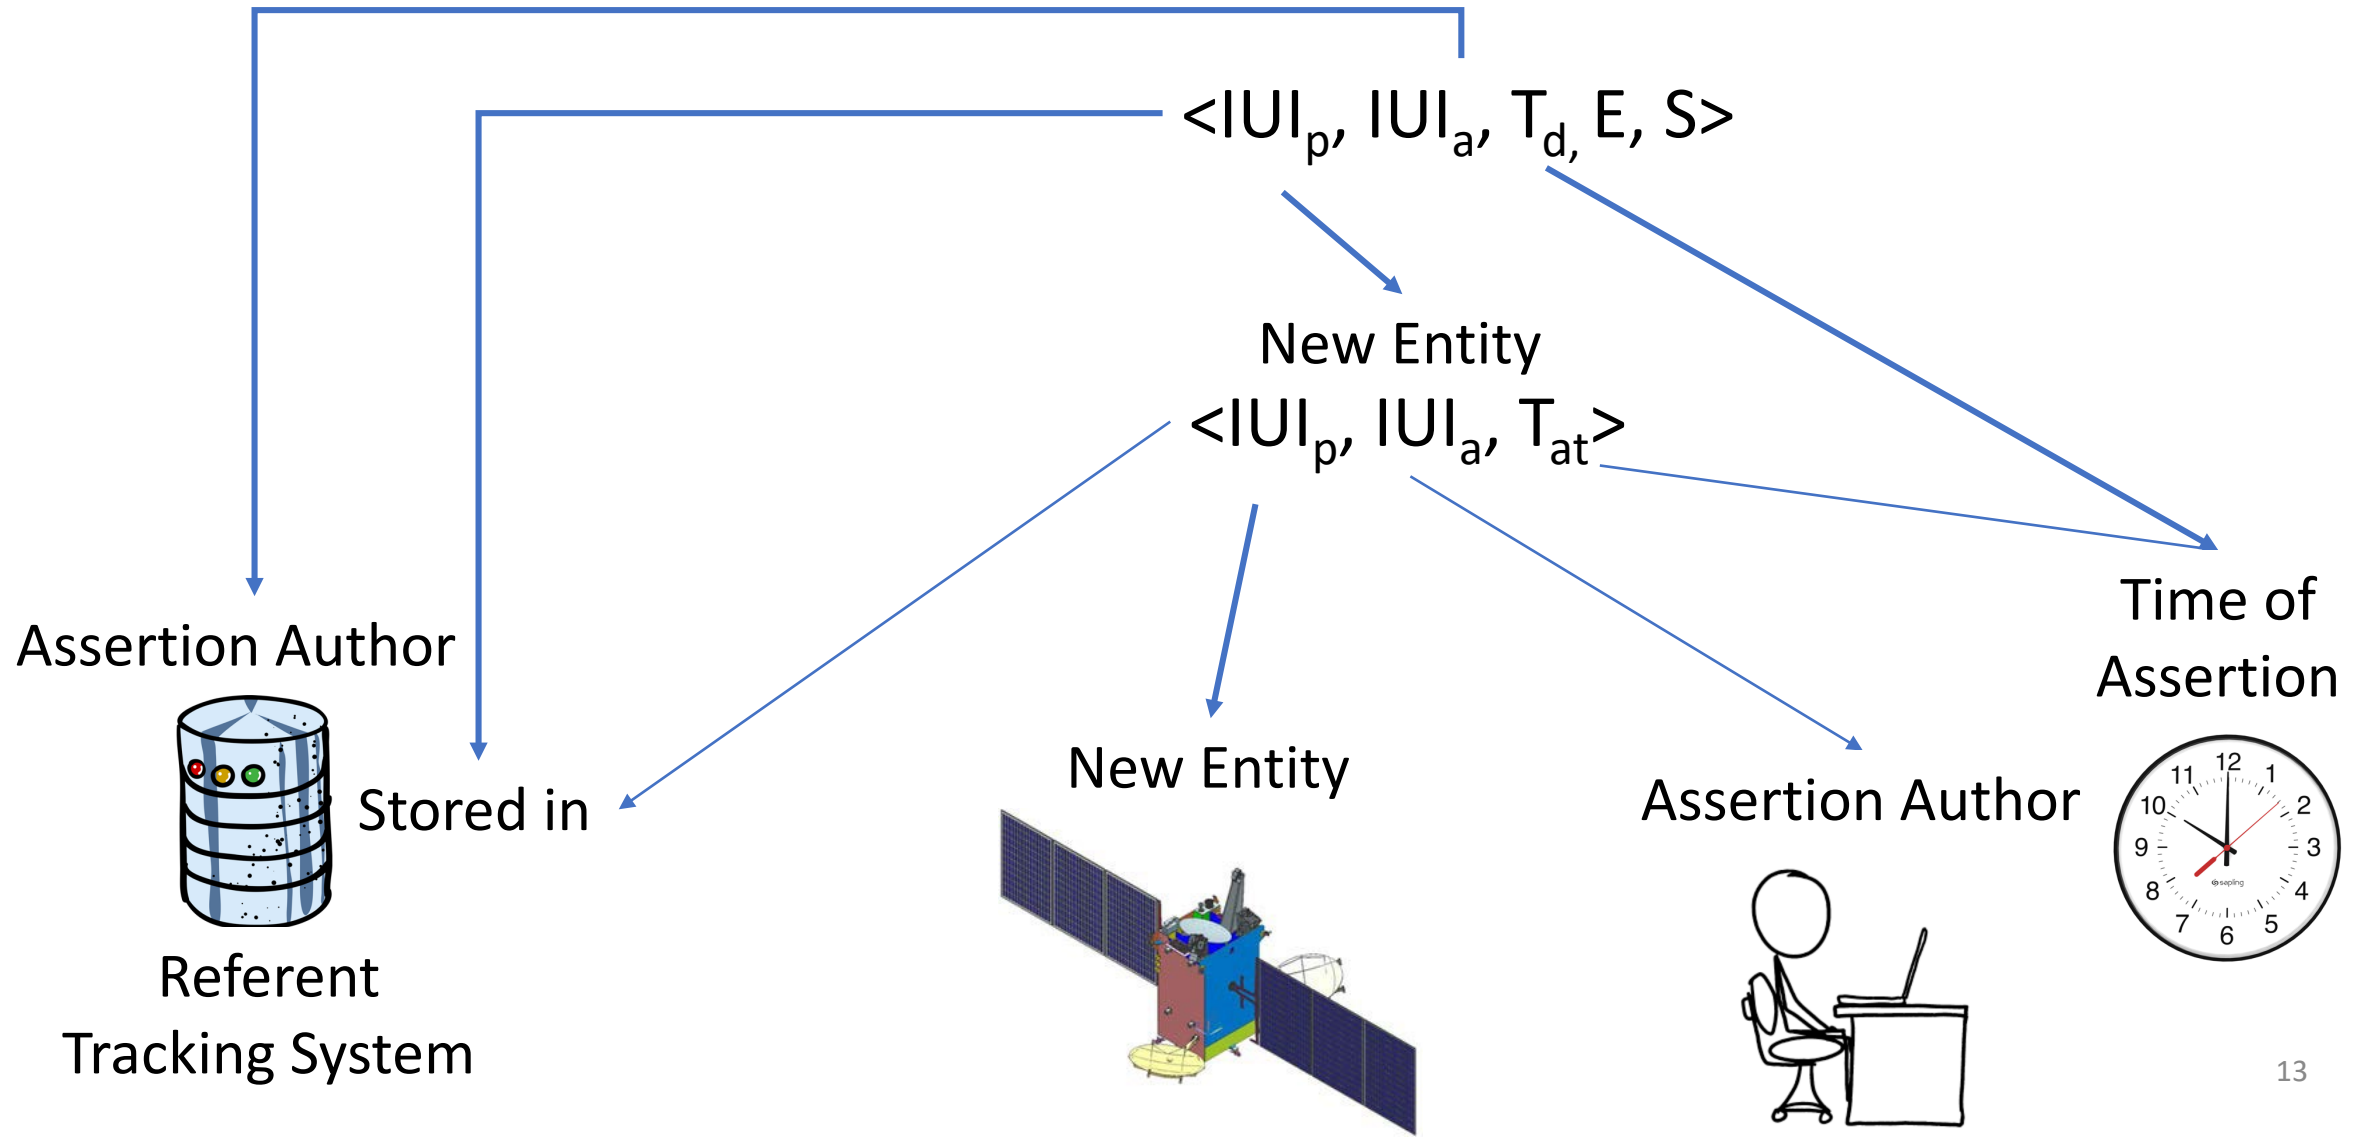 <IUIp, IUIa, Td, E, S>
New Entity
<IUIp, IUIa, Tat>
Assertion Author
Stored in
Referent
Tracking System
New Entity
Assertion Author
Time of
Assertion
12
1
2
3
4
5
6
7
8
9
10
11
sapling
13